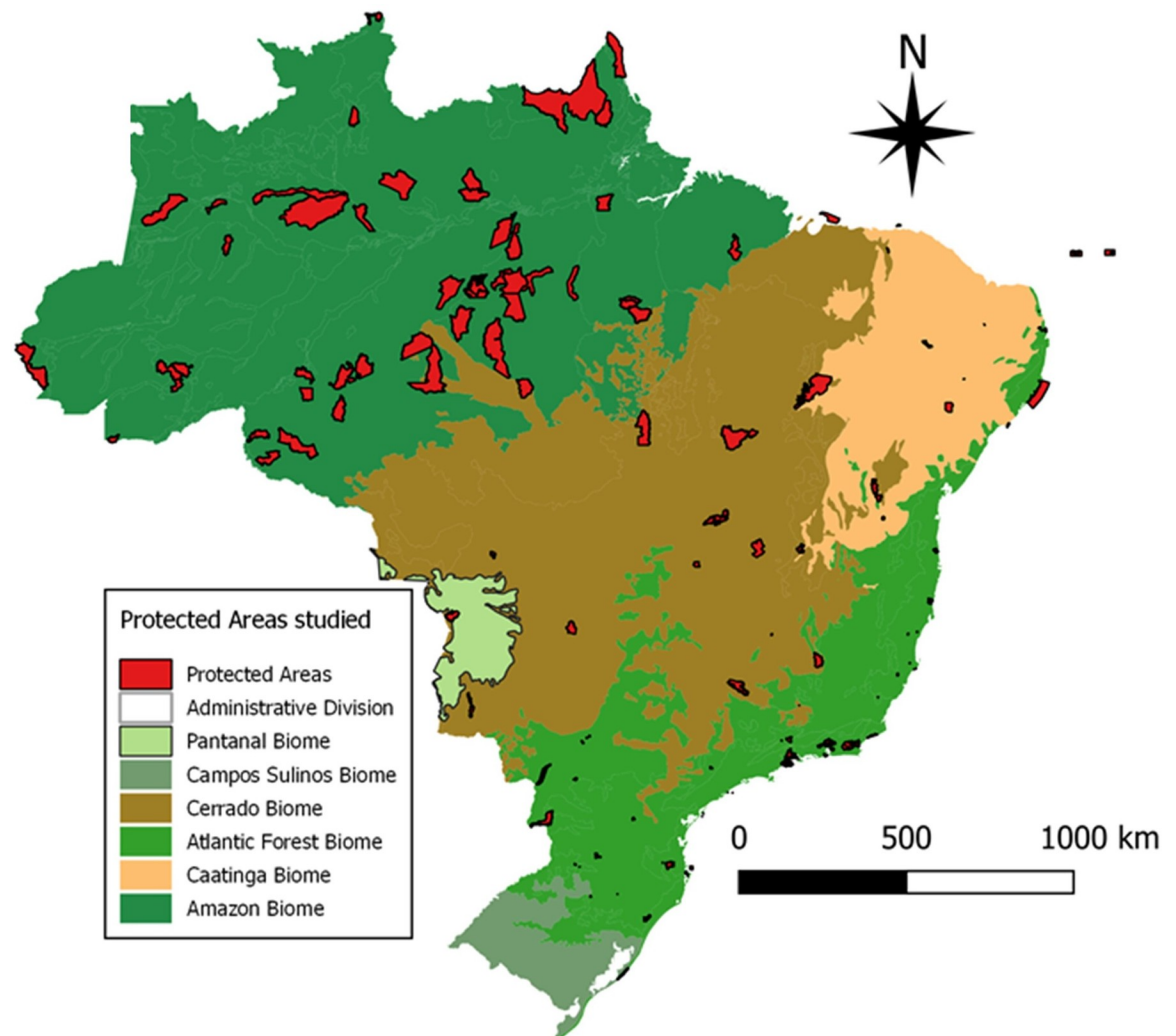 N
Protected Areas studied
Protected Areas
Administrative Division
Pantanal Biome
Campos Sulinos Biome
Cerrado Biome
Atlantic Forest Biome
Caatinga Biome
Amazon Biome
0 500 1000 km